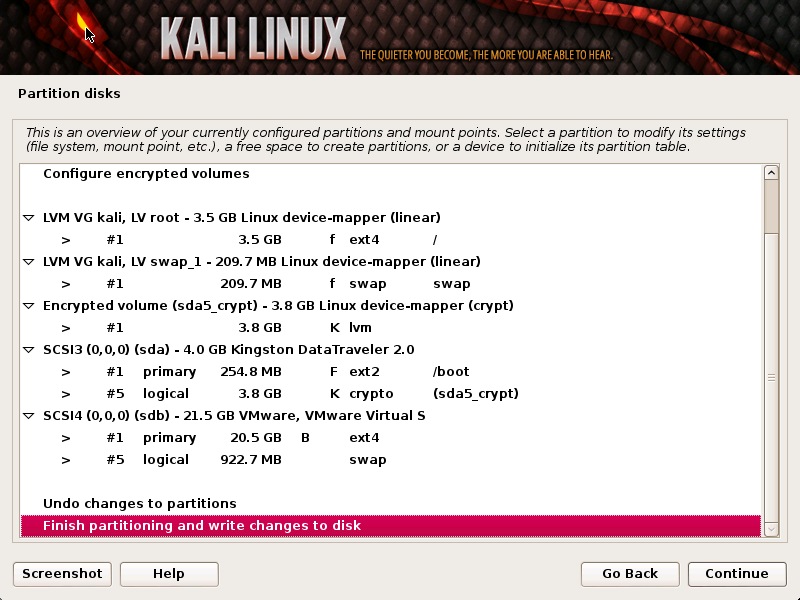 KALI LINUX THE QUIETER YOU BECOME, THE MORE YOU ARE ABLE TO HEAR.
Partition disks
This is an overview of your currently configured partitions and mount points. Select a partition to modify its settings
(file system, mount point, etc.), a free space to create partitions, or a device to initialize its partition table.
Configure encrypted volumes
LVM VG kali, LV root - 3.5 GB Linux device-mapper (linear)
> #1 3.5 GB f ext4 /
LVM VG kali, LV swap_1 - 209.7 MB Linux device-mapper (linear)
> #1 209.7 MB f swap swap
Encrypted volume (sda5_crypt) - 3.8 GB Linux device-mapper (crypt)
> #1 3.8 GB K lvm
SCSI3 (0,0,0) (sda) - 4.0 GB Kingston DataTraveler 2.0
> #1 primary 254.8 MB F ext2 /boot
> #5 logical 3.8 GB K crypto (sda5_crypt)
SCSI4 (0,0,0) (sdb) - 21.5 GB VMware, VMware Virtual S
> #1 primary 20.5 GB B ext4
> #5 logical 922.7 MB swap
Undo changes to partitions
Finish partitioning and write changes to disk
Screenshot Help Go Back Continue